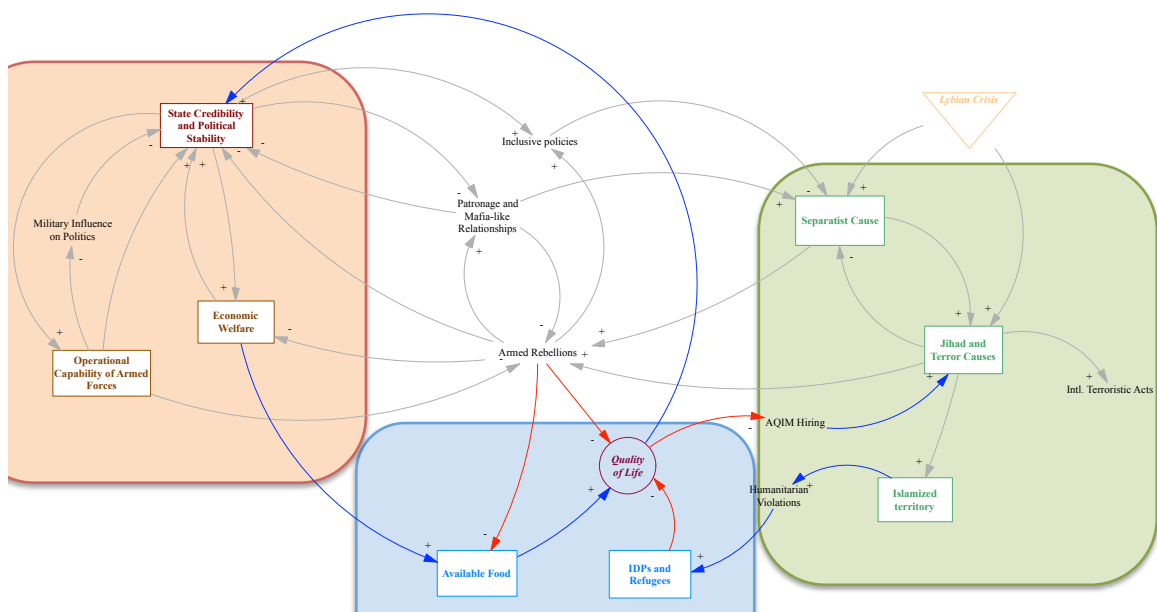 Lybian Crisis
State Credibility
and Political
Stability
Inclusive policies
Patronage and
Mafia-like
Relationships
Separatist Cause
Military Influence
on Politics
Economic
Welfare
Jihad and
Terror Causes
Armed Rebellions
Operational
Capability of Armed
Forces
Intl. Terroristic Acts
AQIM Hiring
Quality
of Life
Humanitarian
Violations
Islamized
territory
Available Food
IDPs and
Refugees